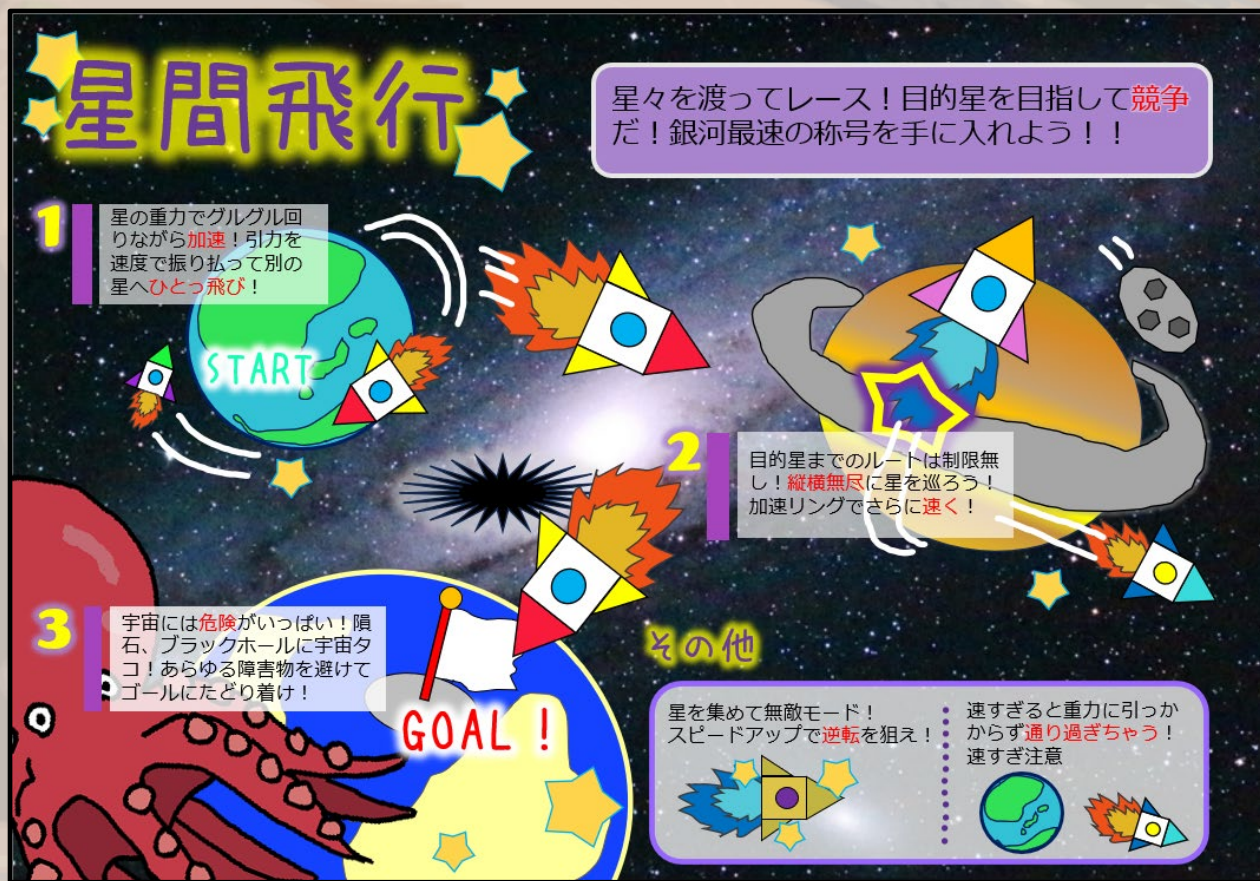 星間飛行
星々を渡ってレース！目的星を目指して競争
だ！銀河最速の称号を手に入れよう！！
1
星の重力でグルグル回
りながら加速！引力を
速度で振り払って別の
星へひとっ飛び！
START
2
目的星までのルートは制限無
し！縦横無尽に星を巡ろう！
加速リングでさらに速く！
3
宇宙には危険がいっぱい！隕
石、ブラックホールに宇宙タ
コ！あらゆる障害物を避けて
ゴールにたどり着け！
GOAL！
その他
星を集めて無敵モード！
スピードアップで逆転を狙え！
速すぎると重力に引っか
からず通り過ぎちゃう！
速すぎ注意